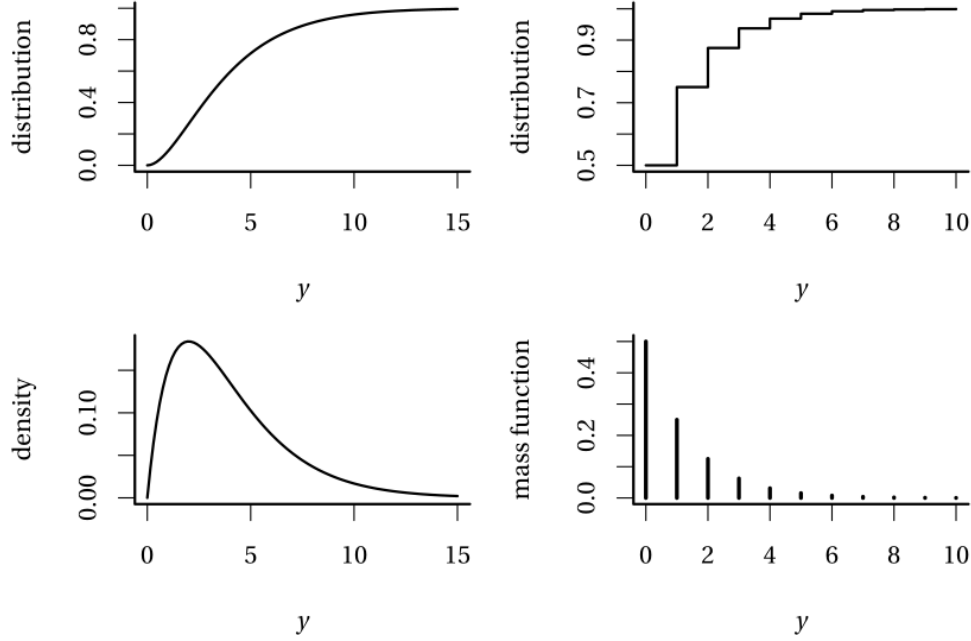 distribution
0.0 0.4 0.8
0 5 10 15
y
distribution
0.5 0.7 0.9
0 2 4 6 8 10
y
density
0.00 0.10
0 5 10 15
y
mass function
0.0 0.2 0.4
0 2 4 6 8 10
y